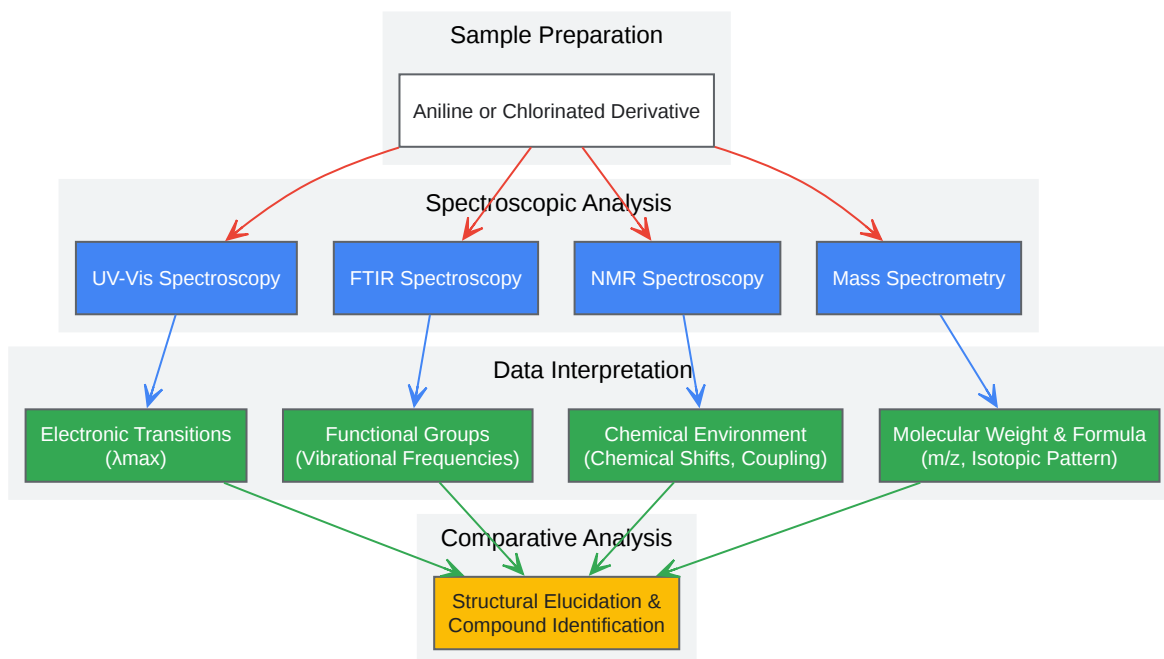 Sample Preparation
Aniline or Chlorinated Derivative
Spectroscopic Analysis
UV-Vis Spectroscopy
FTIR Spectroscopy
NMR Spectroscopy
Mass Spectrometry
Data Interpretation
Electronic Transitions
(λmax)
Functional Groups
(Vibrational Frequencies)
Chemical Environment
(Chemical Shifts, Coupling)
Molecular Weight & Formula
(m/z, Isotopic Pattern)
Comparative Analysis
Structural Elucidation &
Compound Identification